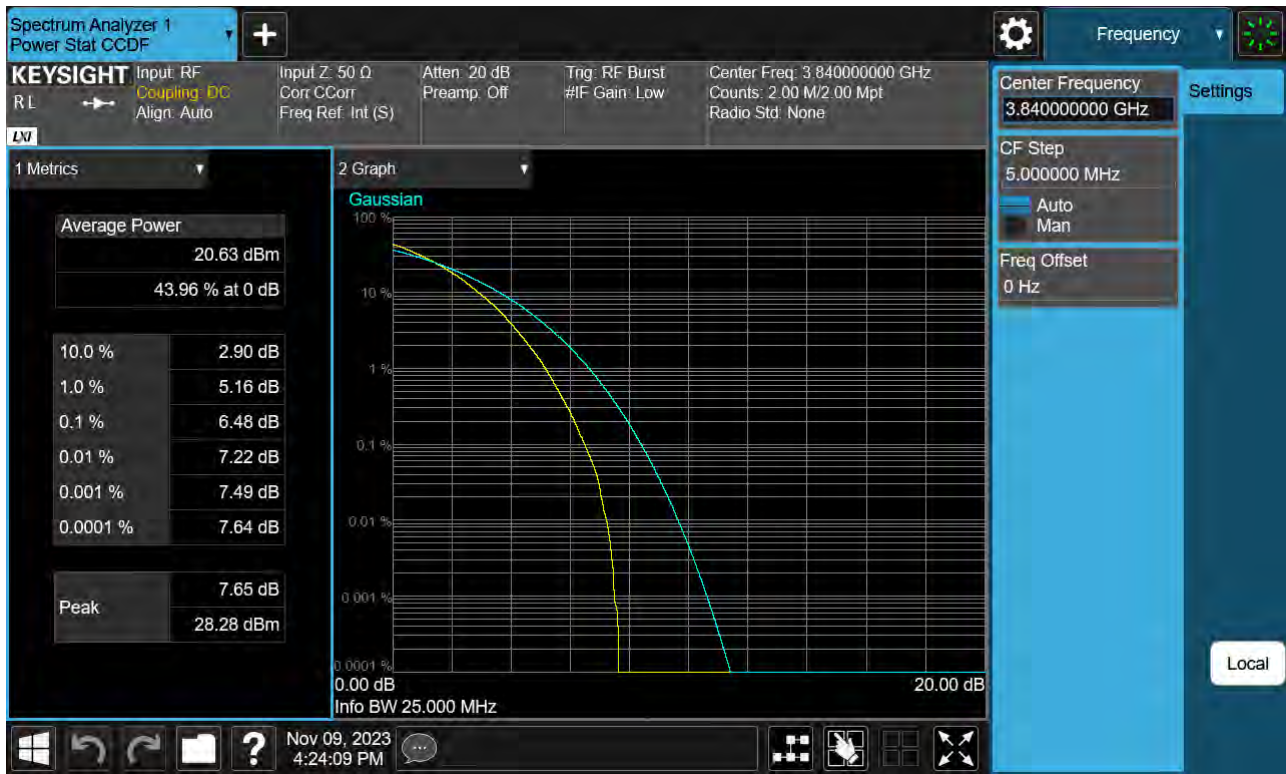 Spectrum Analyzer 1
Power Stat CCDF
Frequency
KEYSIGHT
RL
LXI
Input: RF
Coupling: DC
Align: Auto
Input Z: 50 Ω
Corr CCorr
Freq Ref: Int (S)
Atten: 20 dB
Preamp: Off
Trig: RF Burst
#IF Gain: Low
Center Freq: 3.840000000 GHz
Counts: 2.00 M/2.00 Mpt
Radio Std: None
Center Frequency
3.840000000 GHz
Settings
CF Step
5.000000 MHz
Auto
Man
Freq Offset
0 Hz
Local
1 Metrics
Average Power
20.63 dBm
43.96 % at 0 dB
10.0 % 2.90 dB
1.0 % 5.16 dB
0.1 % 6.48 dB
0.01 % 7.22 dB
0.001 % 7.49 dB
0.0001 % 7.64 dB
Peak
7.65 dB
28.28 dBm
2 Graph
Gaussian
100 %
10 %
1 %
0.1 %
0.01 %
0.001 %
0.0001 %
0.00 dB 20.00 dB
Info BW 25.000 MHz
?
Nov 09, 2023
4:24:09 PM